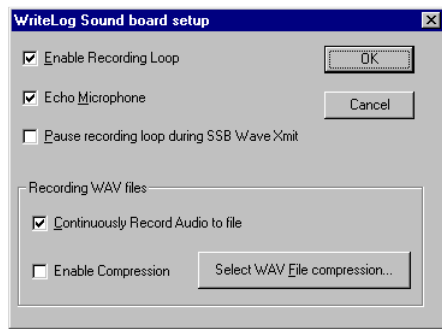 WriteLog Sound board setup
Enable Recording Loop
OK
Echo Microphone
Cancel
Pause recording loop during SSB Wave Xmit
Recording WAV files
Continuously Record Audio to file
Enable Compression
Select WAV File compression...